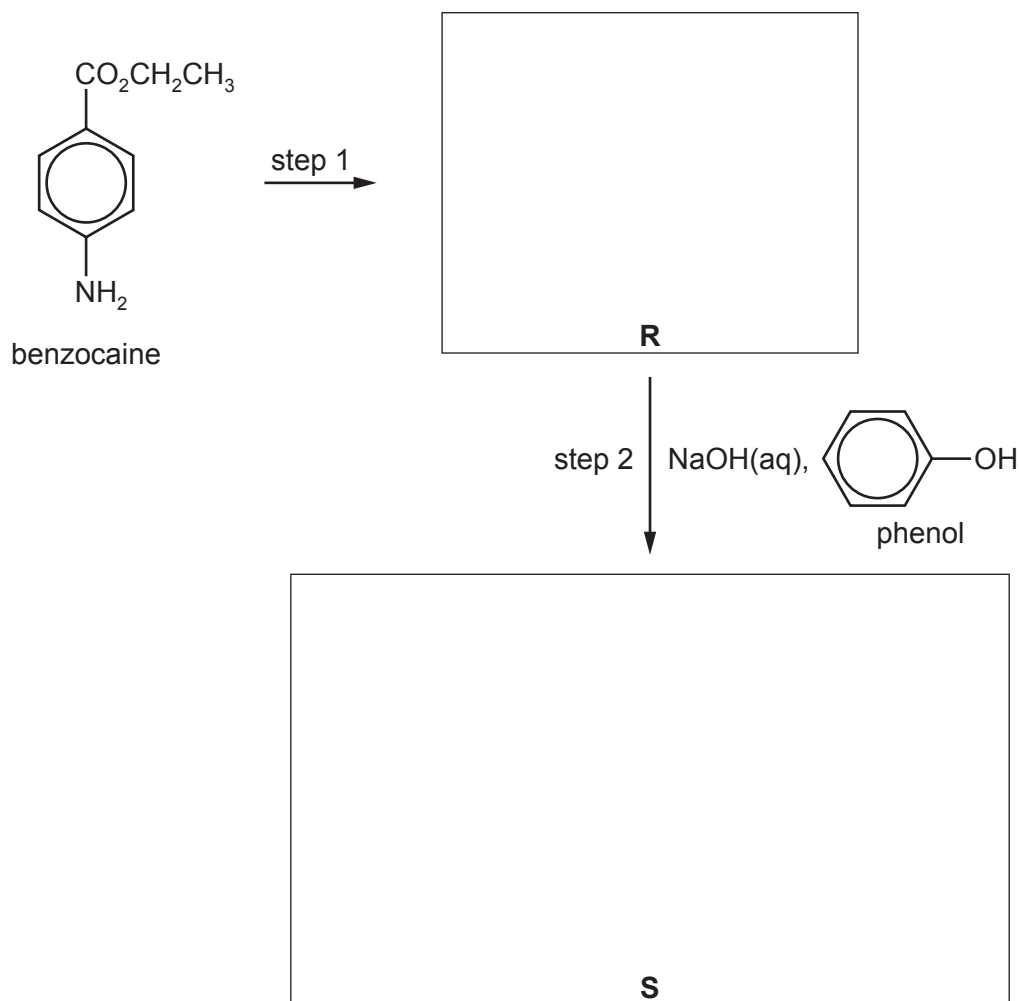 CO₂CH₂CH₃
step 1
NH₂
benzocaine
R
step 2 NaOH(aq), OH
phenol
S